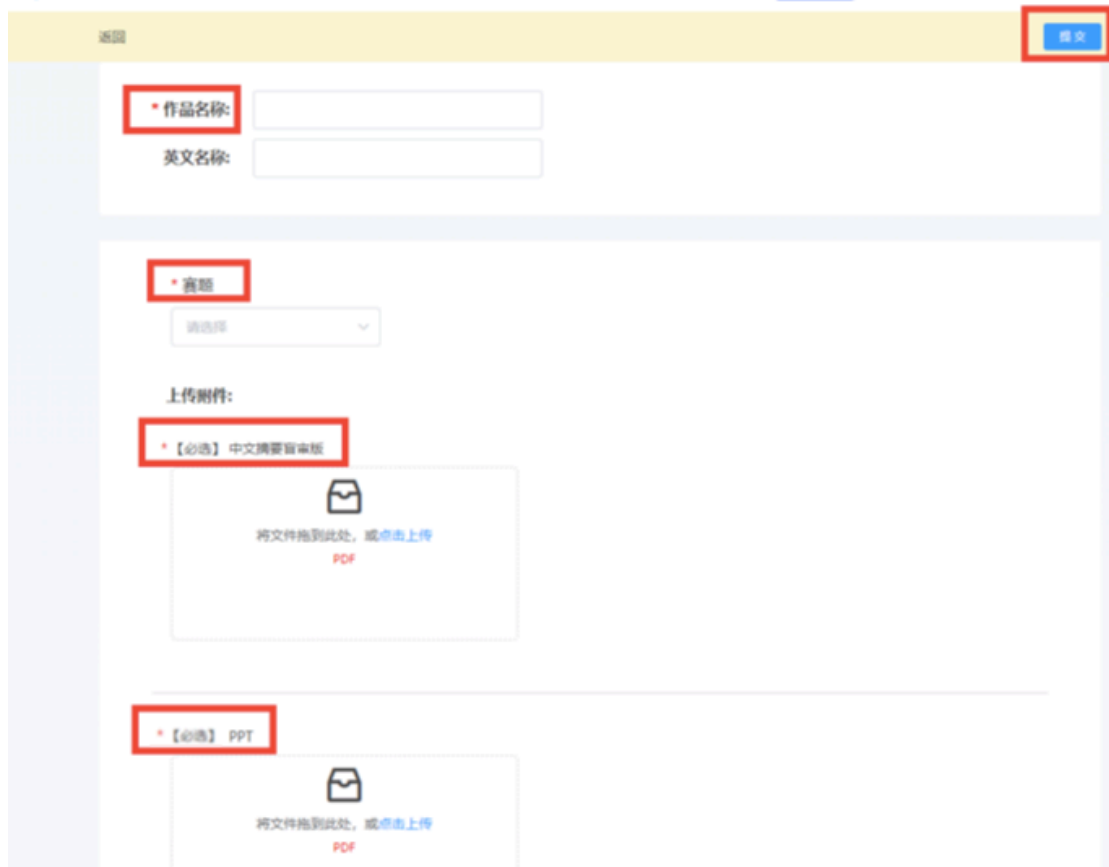 返回
提交
* 作品名称:
英文名称:
* 赛题
请选择
上传附件:
* 【必选】 中文摘要盲审版
将文件拖到此处，或点击上传
PDF
* 【必选】 PPT
将文件拖到此处，或点击上传
PDF